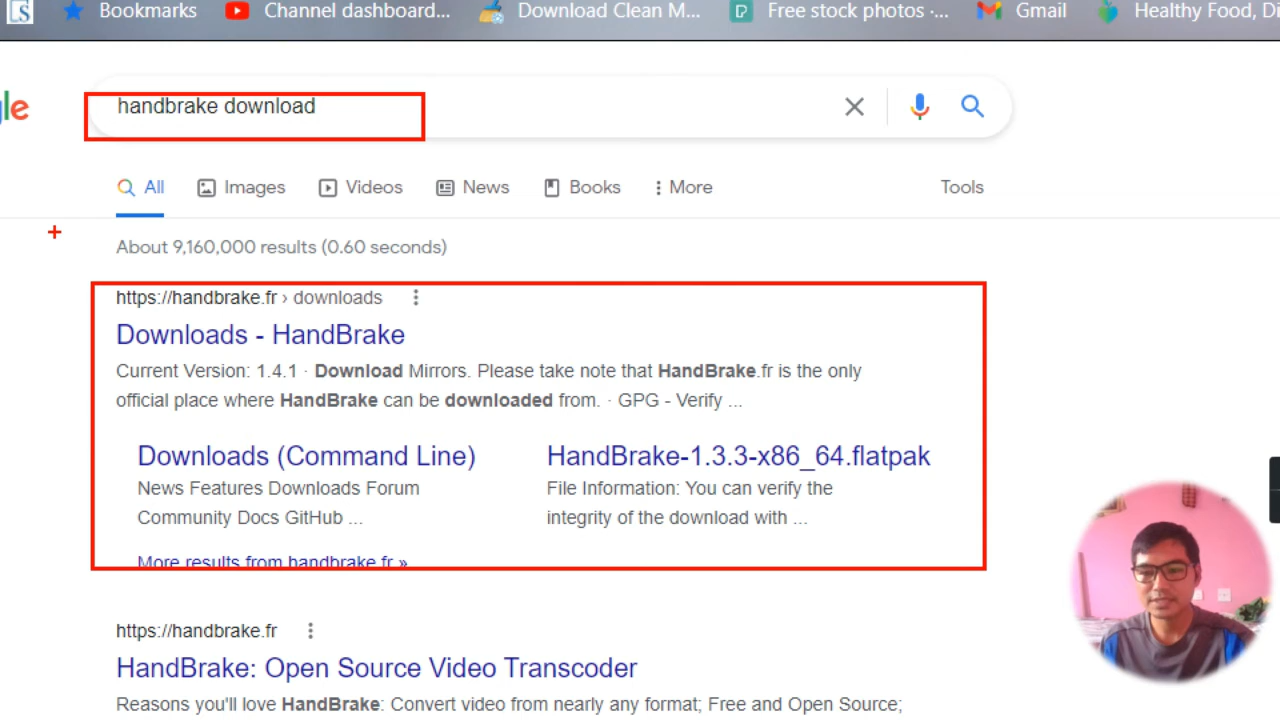 Bookmarks Channel dashboard... Download Clean M... Free stock photos -... Gmail Healthy Food, Di
le handbrake download
All Images Videos News Books More Tools
About 9,160,000 results (0.60 seconds)
https://handbrake.fr › downloads
Downloads - HandBrake
Current Version: 1.4.1 · Download Mirrors. Please take note that HandBrake.fr is the only
official place where HandBrake can be downloaded from. · GPG - Verify ...
Downloads (Command Line) HandBrake-1.3.3-x86_64.flatpak
News Features Downloads Forum File Information: You can verify the
Community Docs GitHub ... integrity of the download with ...
More results from handbrake.fr »
https://handbrake.fr
HandBrake: Open Source Video Transcoder
Reasons you'll love HandBrake: Convert video from nearly any format; Free and Open Source;